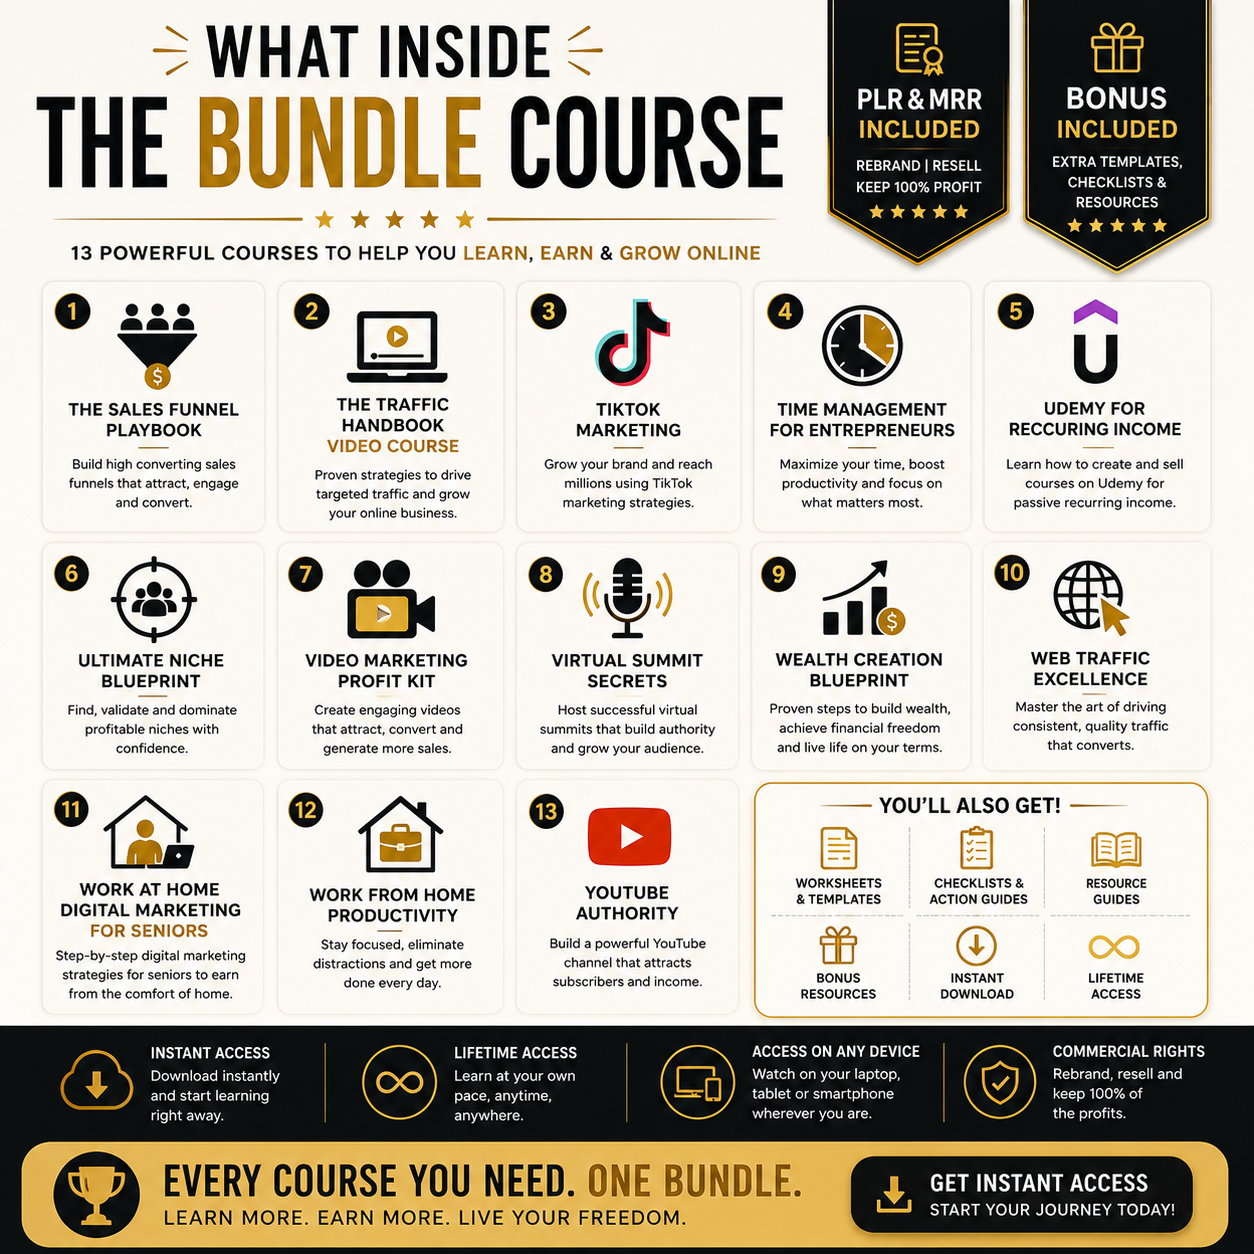 WHAT INSIDE
THE BUNDLE COURSE
13 POWERFUL COURSES TO HELP YOU LEARN, EARN & GROW ONLINE
PLR & MRR
INCLUDED
REBRAND | RESELL
KEEP 100% PROFIT
BONUS
INCLUDED
EXTRA TEMPLATES,
CHECKLISTS &
RESOURCES
1
$
THE SALES FUNNEL
PLAYBOOK
Build high converting sales
funnels that attract, engage
and convert.
2
THE TRAFFIC
HANDBOOK
VIDEO COURSE
Proven strategies to drive
targeted traffic and grow
your online business.
3
TIKTOK
MARKETING
Grow your brand and reach
millions using TikTok
marketing strategies.
4
TIME MANAGEMENT
FOR ENTREPRENEURS
Maximize your time, boost
productivity and focus on
what matters most.
5
UDEMY FOR
RECCURING INCOME
Learn how to create and sell
courses on Udemy for
passive recurring income.
6
ULTIMATE NICHE
BLUEPRINT
Find, validate and dominate
profitable niches with
confidence.
7
VIDEO MARKETING
PROFIT KIT
Create engaging videos
that attract, convert and
generate more sales.
8
VIRTUAL SUMMIT
SECRETS
Host successful virtual
summits that build authority
and grow your audience.
9
$
WEALTH CREATION
BLUEPRINT
Proven steps to build wealth,
achieve financial freedom
and live life on your terms.
10
WEB TRAFFIC
EXCELLENCE
Master the art of driving
consistent, quality traffic
that converts.
11
WORK AT HOME
DIGITAL MARKETING
FOR SENIORS
Step-by-step digital marketing
strategies for seniors to earn
from the comfort of home.
12
WORK FROM HOME
PRODUCTIVITY
Stay focused, eliminate
distractions and get more
done every day.
13
YOUTUBE
AUTHORITY
Build a powerful YouTube
channel that attracts
subscribers and income.
YOU'LL ALSO GET!
WORKSHEETS
& TEMPLATES
CHECKLISTS &
ACTION GUIDES
RESOURCE
GUIDES
BONUS
RESOURCES
INSTANT
DOWNLOAD
LIFETIME
ACCESS
INSTANT ACCESS
Download instantly
and start learning
right away.
LIFETIME ACCESS
Learn at your own
pace, anytime,
anywhere.
ACCESS ON ANY DEVICE
Watch on your laptop,
tablet or smartphone
wherever you are.
COMMERCIAL RIGHTS
Rebrand, resell and
keep 100% of
the profits.
EVERY COURSE YOU NEED. ONE BUNDLE.
LEARN MORE. EARN MORE. LIVE YOUR FREEDOM.
GET INSTANT ACCESS
START YOUR JOURNEY TODAY!